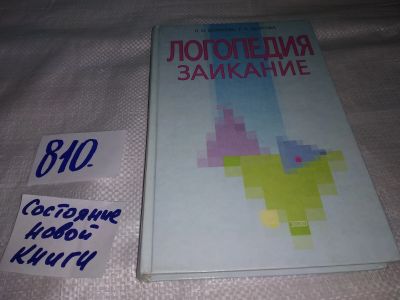 ЛОГОПЕДИЯ
ЗАИКАНИЕ
810.
Состояние
новой
книги